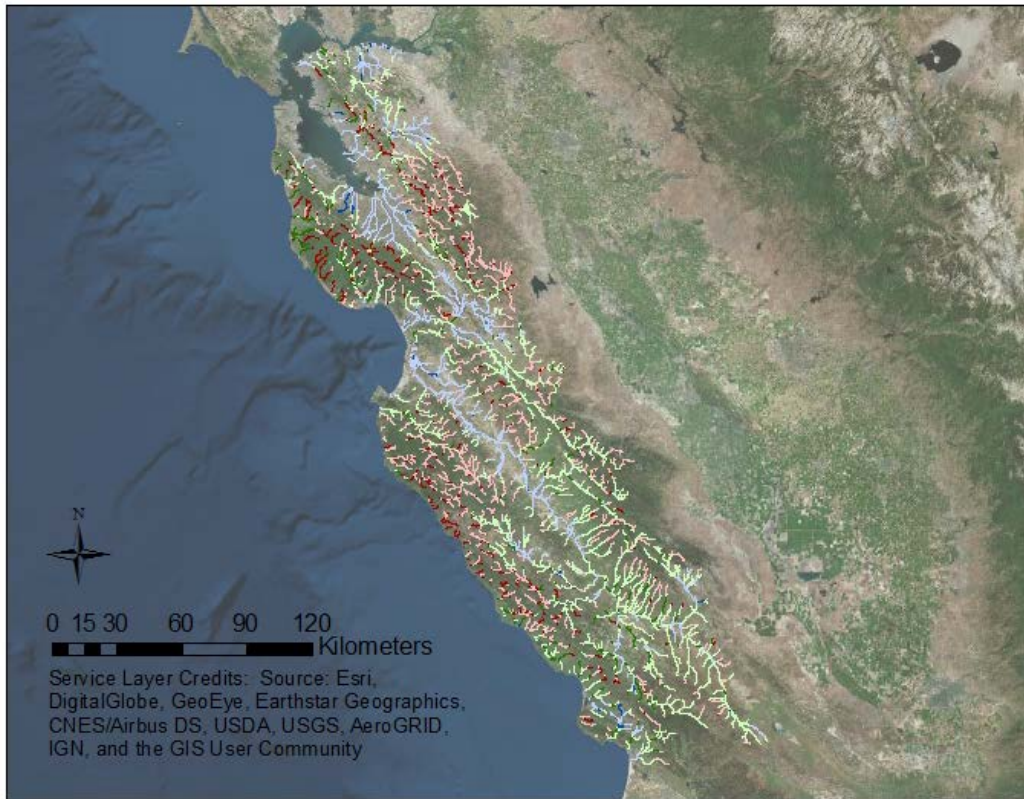 N
0 15 30 60 90 120
Kilometers
Service Layer Credits: Source: Esri,
DigitalGlobe, GeoEye, Earthstar Geographics,
CNES/Airbus DS, USDA, USGS, AeroGRID,
IGN, and the GIS User Community